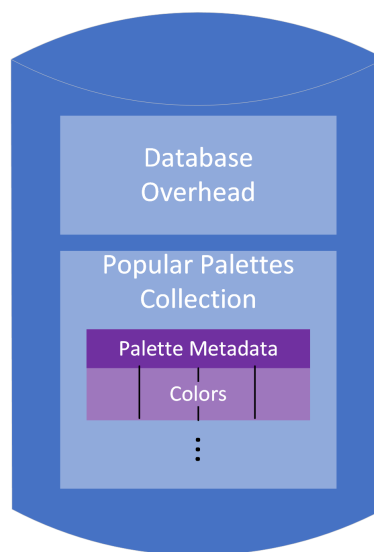 Database
Overhead
Popular Palettes
Collection
Palette Metadata
Colors